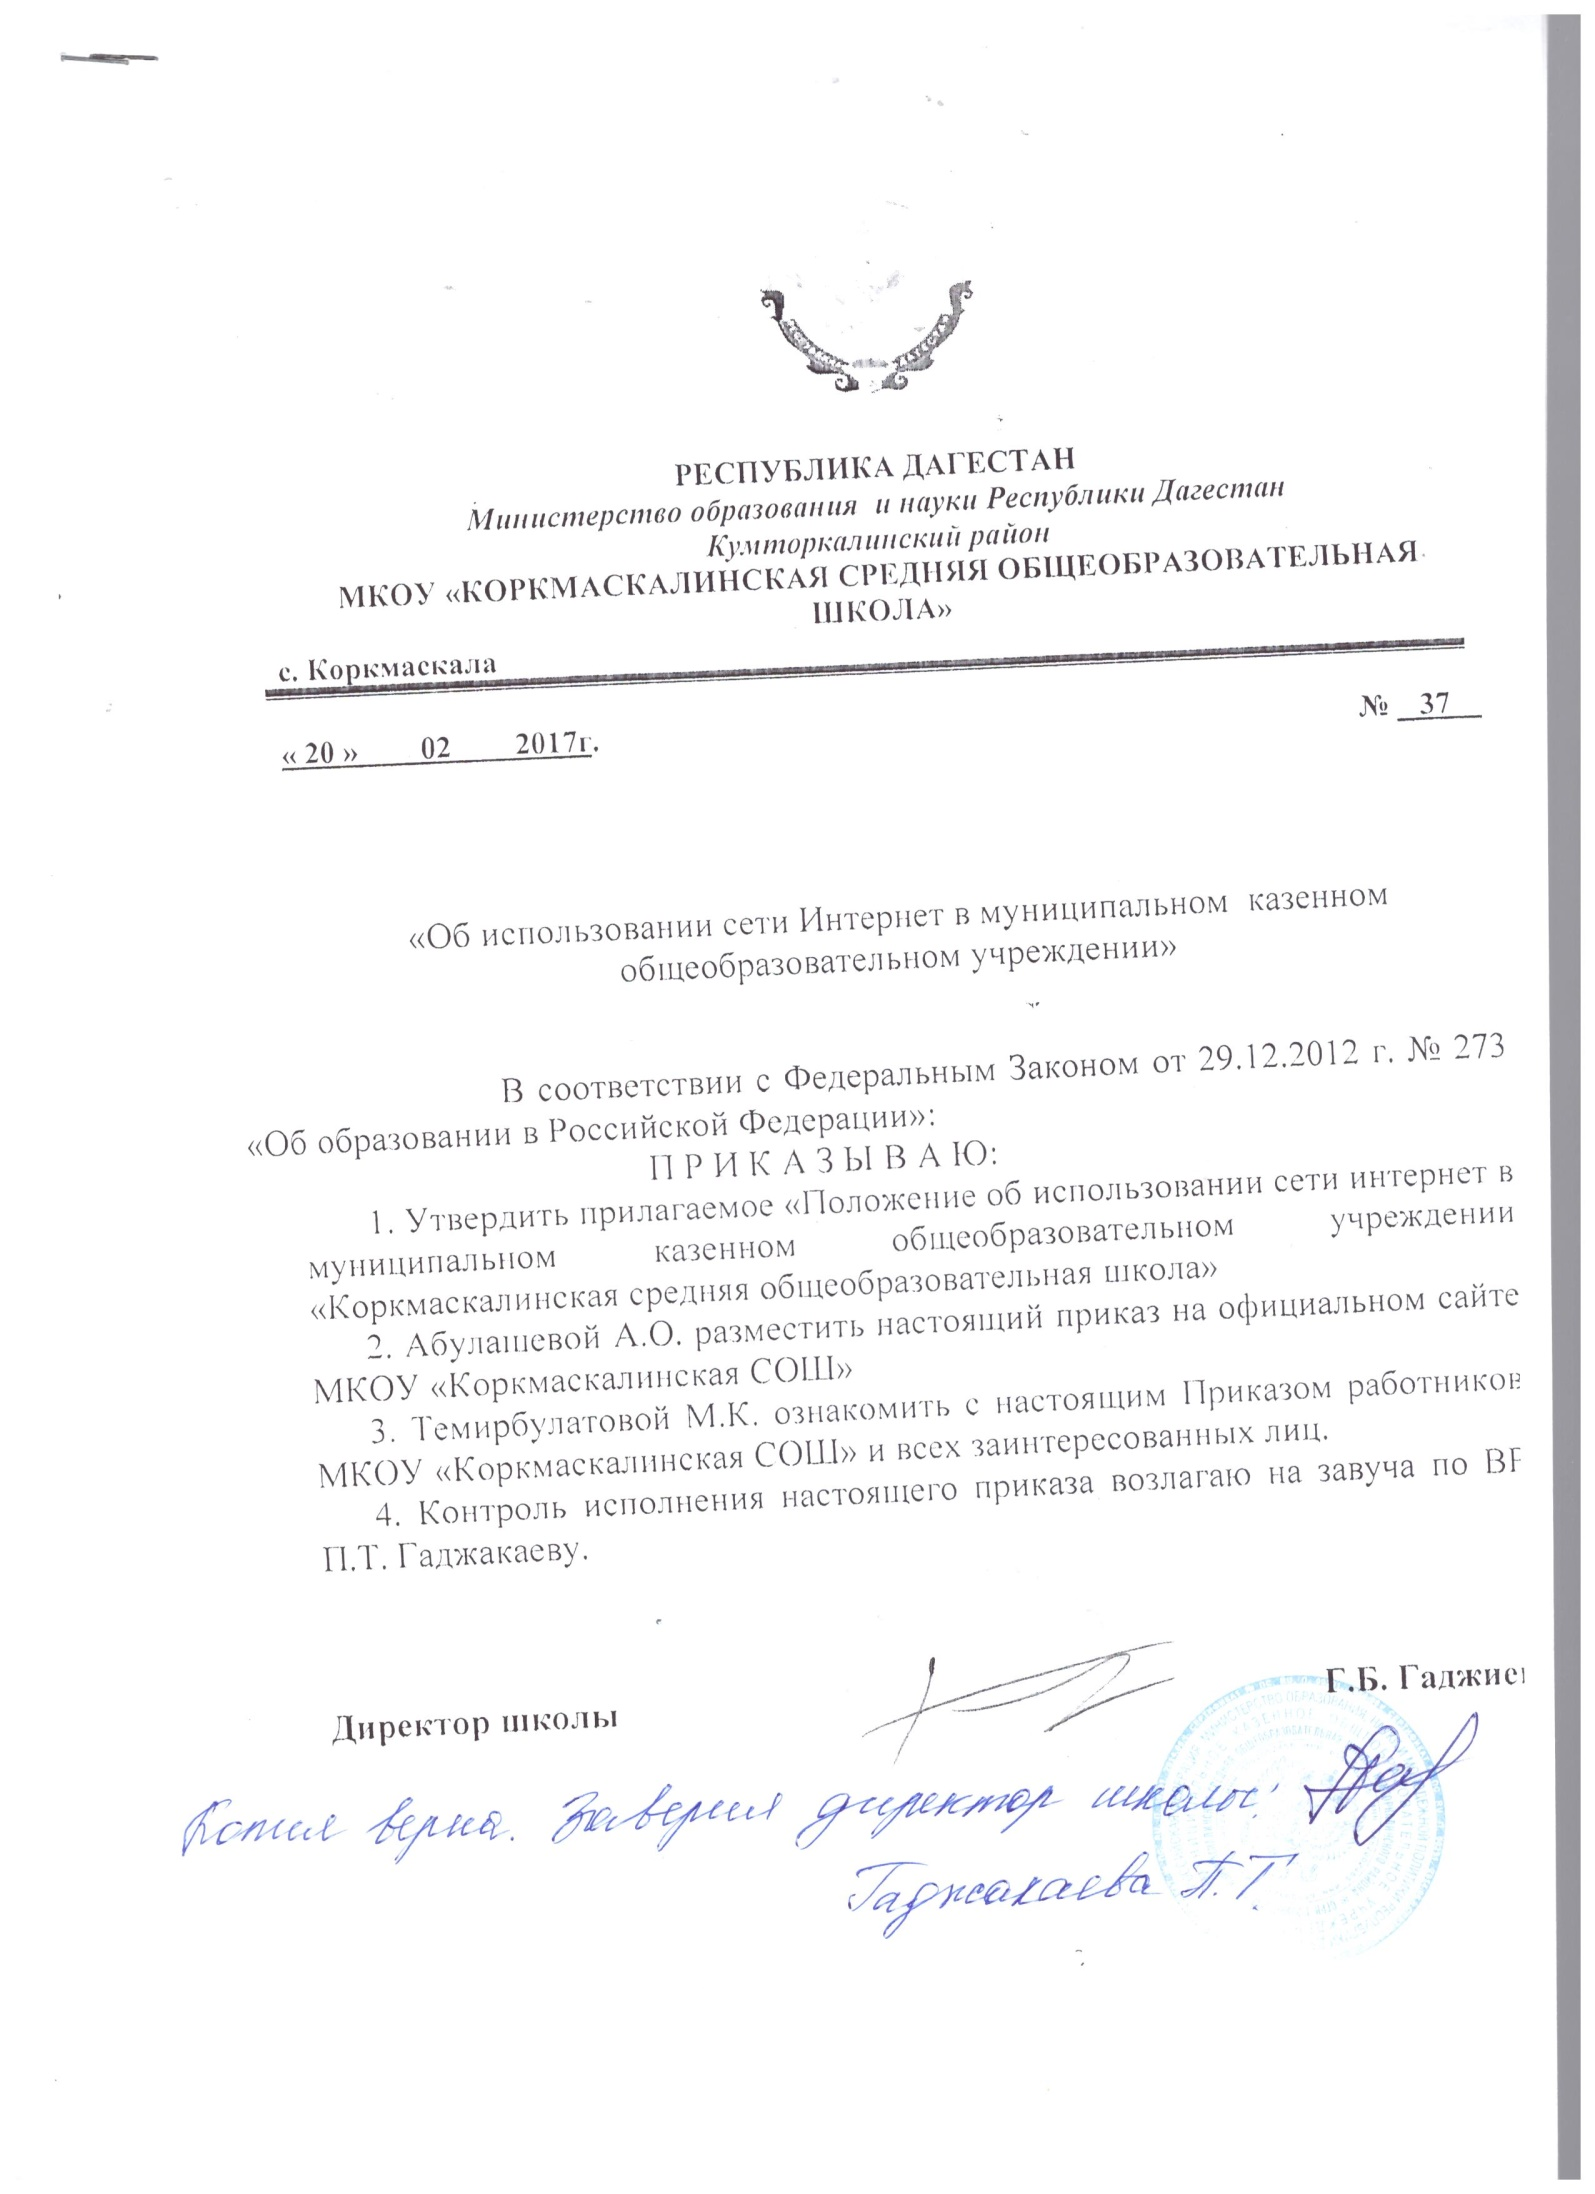 РЕСПУБЛИКА ДАГЕСТАН
Министерство образования и науки Республики Дагестан
Кумторкалинский район
МКОУ «КОРКМАСКАЛИНСКАЯ СРЕДНЯЯ ОБЩЕОБРАЗОВАТЕЛЬНАЯ
ШКОЛА»
с. Коркмаскала
№ 37
« 20 » 02 2017г.
«Об использовании сети Интернет в муниципальном казенном
общеобразовательном учреждении»
В соответствии с Федеральным Законом от 29.12.2012 г. № 273
«Об образовании в Российской Федерации»:
П Р И К А З Ы В А Ю:
1. Утвердить прилагаемое «Положение об использовании сети интернет в
муниципальном казенном общеобразовательном учреждении
«Коркмаскалинская средняя общеобразовательная школа»
2. Абулашевой А.О. разместить настоящий приказ на официальном сайте
МКОУ «Коркмаскалинская СОШ»
3. Темирбулатовой М.К. ознакомить с настоящим Приказом работников
МКОУ «Коркмаскалинская СОШ» и всех заинтересованных лиц.
4. Контроль исполнения настоящего приказа возлагаю на завуча по
П.Т. Гаджакаеву.
Г.Б. Гаджие
Директор школы
Копия верна. Заверил директор школы:
Гаджакаева П.Т.